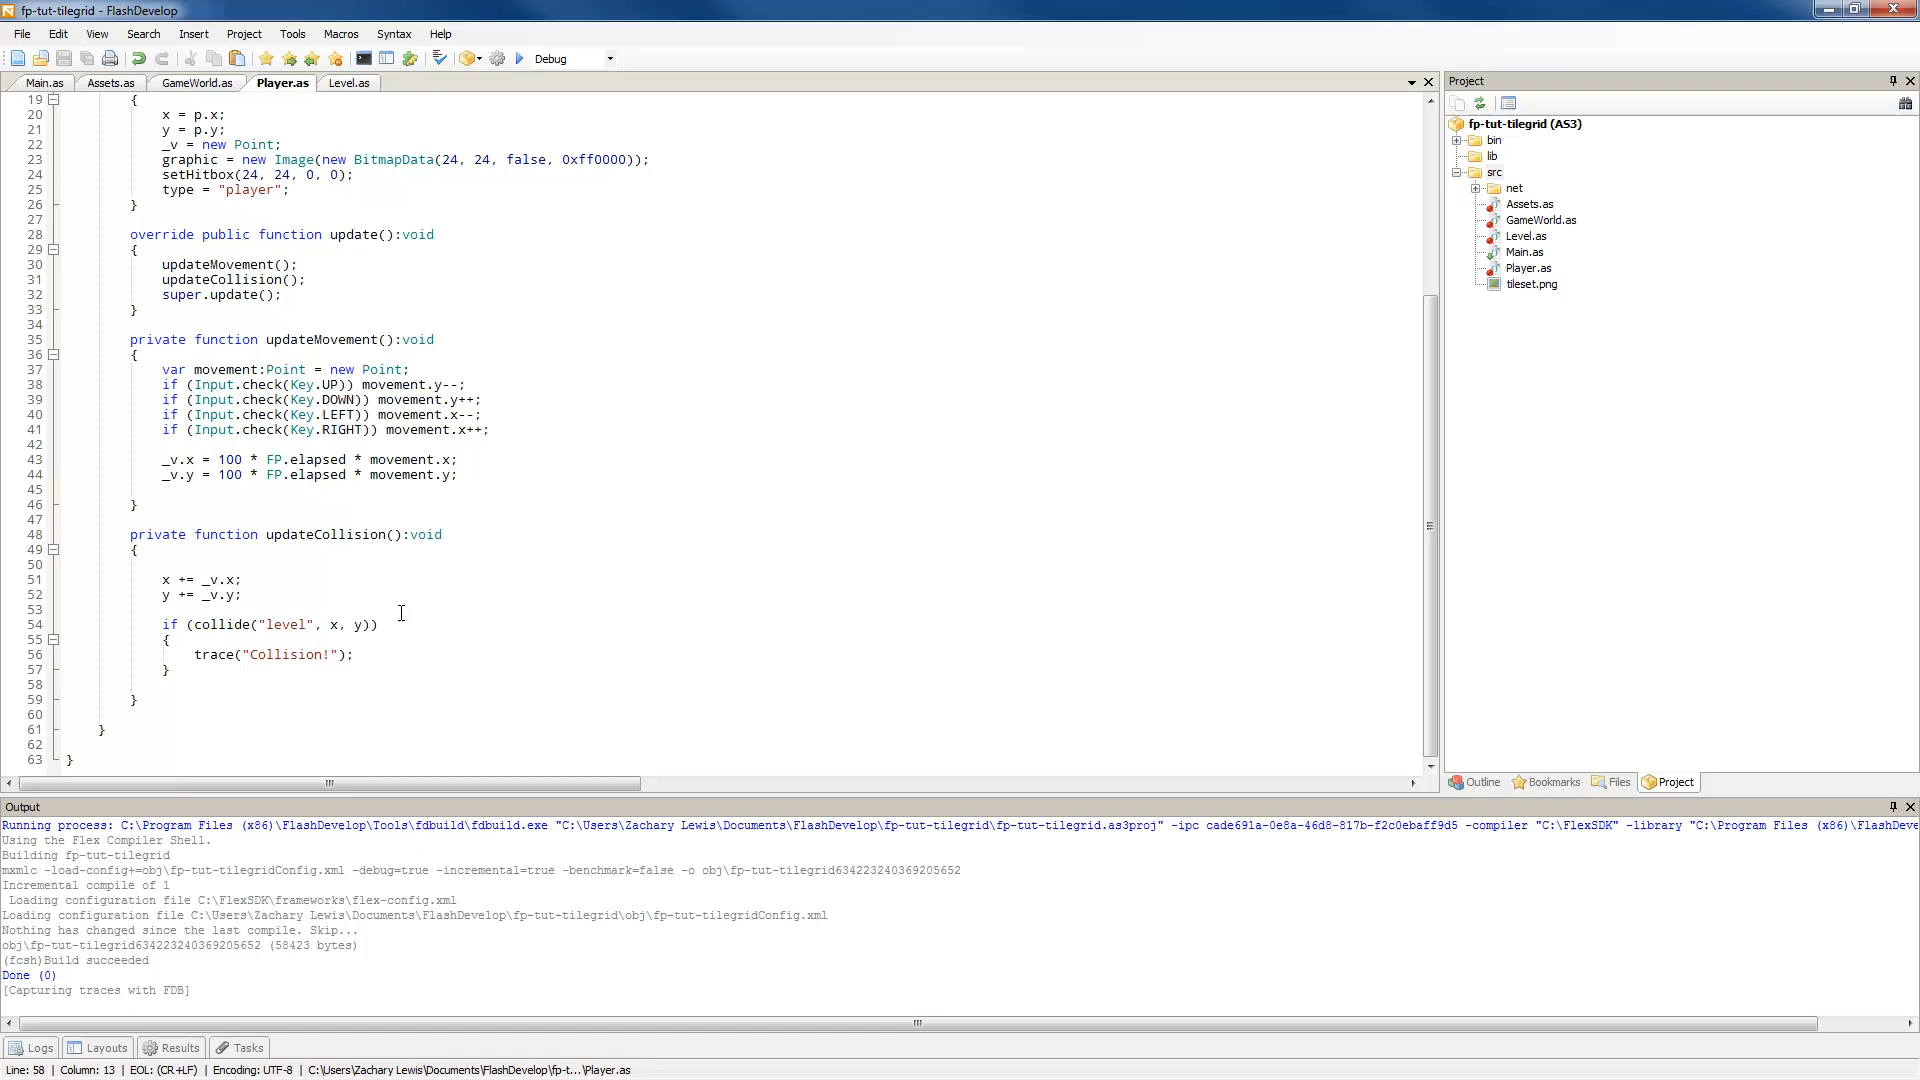 fp-tut-tilegrid - FlashDevelop
File Edit View Search Insert Project Tools Macros Syntax Help
Debug
Main.as Assets.as GameWorld.as Player.as Level.as
19 {
20 x = p.x;
21 y = p.y;
22 _v = new Point;
23 graphic = new Image(new BitmapData(24, 24, false, 0xff0000));
24 setHitbox(24, 24, 0, 0);
25 type = "player";
26 }
27
28 override public function update():void
29 {
30 updateMovement();
31 updateCollision();
32 super.update();
33 }
34
35 private function updateMovement():void
36 {
37 var movement:Point = new Point;
38 if (Input.check(Key.UP)) movement.y--;
39 if (Input.check(Key.DOWN)) movement.y++;
40 if (Input.check(Key.LEFT)) movement.x--;
41 if (Input.check(Key.RIGHT)) movement.x++;
42
43 _v.x = 100 * FP.elapsed * movement.x;
44 _v.y = 100 * FP.elapsed * movement.y;
45
46 }
47
48 private function updateCollision():void
49 {
50
51 x += _v.x;
52 y += _v.y;
53
54 if (collide("level", x, y))
55 {
56 trace("Collision!");
57 }
58
59 }
60
61 }
62
63 }
Project
fp-tut-tilegrid (AS3)
bin
lib
src
net
Assets.as
GameWorld.as
Level.as
Main.as
Player.as
tileset.png
Outline Bookmarks Files Project
Output
Running process: C:\Program Files (x86)\FlashDevelop\Tools\fdbuild\fdbuild.exe "C:\Users\Zachary Lewis\Documents\FlashDevelop\fp-tut-tilegrid\fp-tut-tilegrid.as3proj" -ipc cade691a-0e8a-46d8-817b-f2c0ebaff9d5 -compiler "C:\FlexSDK" -library "C:\Program Files (x86)\FlashDeve
Using the Flex Compiler Shell.
Building fp-tut-tilegrid
mxmlc -load-config+=obj\fp-tut-tilegridConfig.xml -debug=true -incremental=true -benchmark=false -o obj\fp-tut-tilegrid634223240369205652
Incremental compile of 1
Loading configuration file C:\FlexSDK\frameworks\flex-config.xml
Loading configuration file C:\Users\Zachary Lewis\Documents\FlashDevelop\fp-tut-tilegrid\obj\fp-tut-tilegridConfig.xml
Nothing has changed since the last compile. Skip...
obj\fp-tut-tilegrid634223240369205652 (58423 bytes)
(fcsh)Build succeeded
Done (0)
[Capturing traces with FDB]
Logs Layouts Results Tasks
Line: 58 | Column: 13 | EOL: (CR+LF) | Encoding: UTF-8 | C:\Users\Zachary Lewis\Documents\FlashDevelop\fp-t...\Player.as